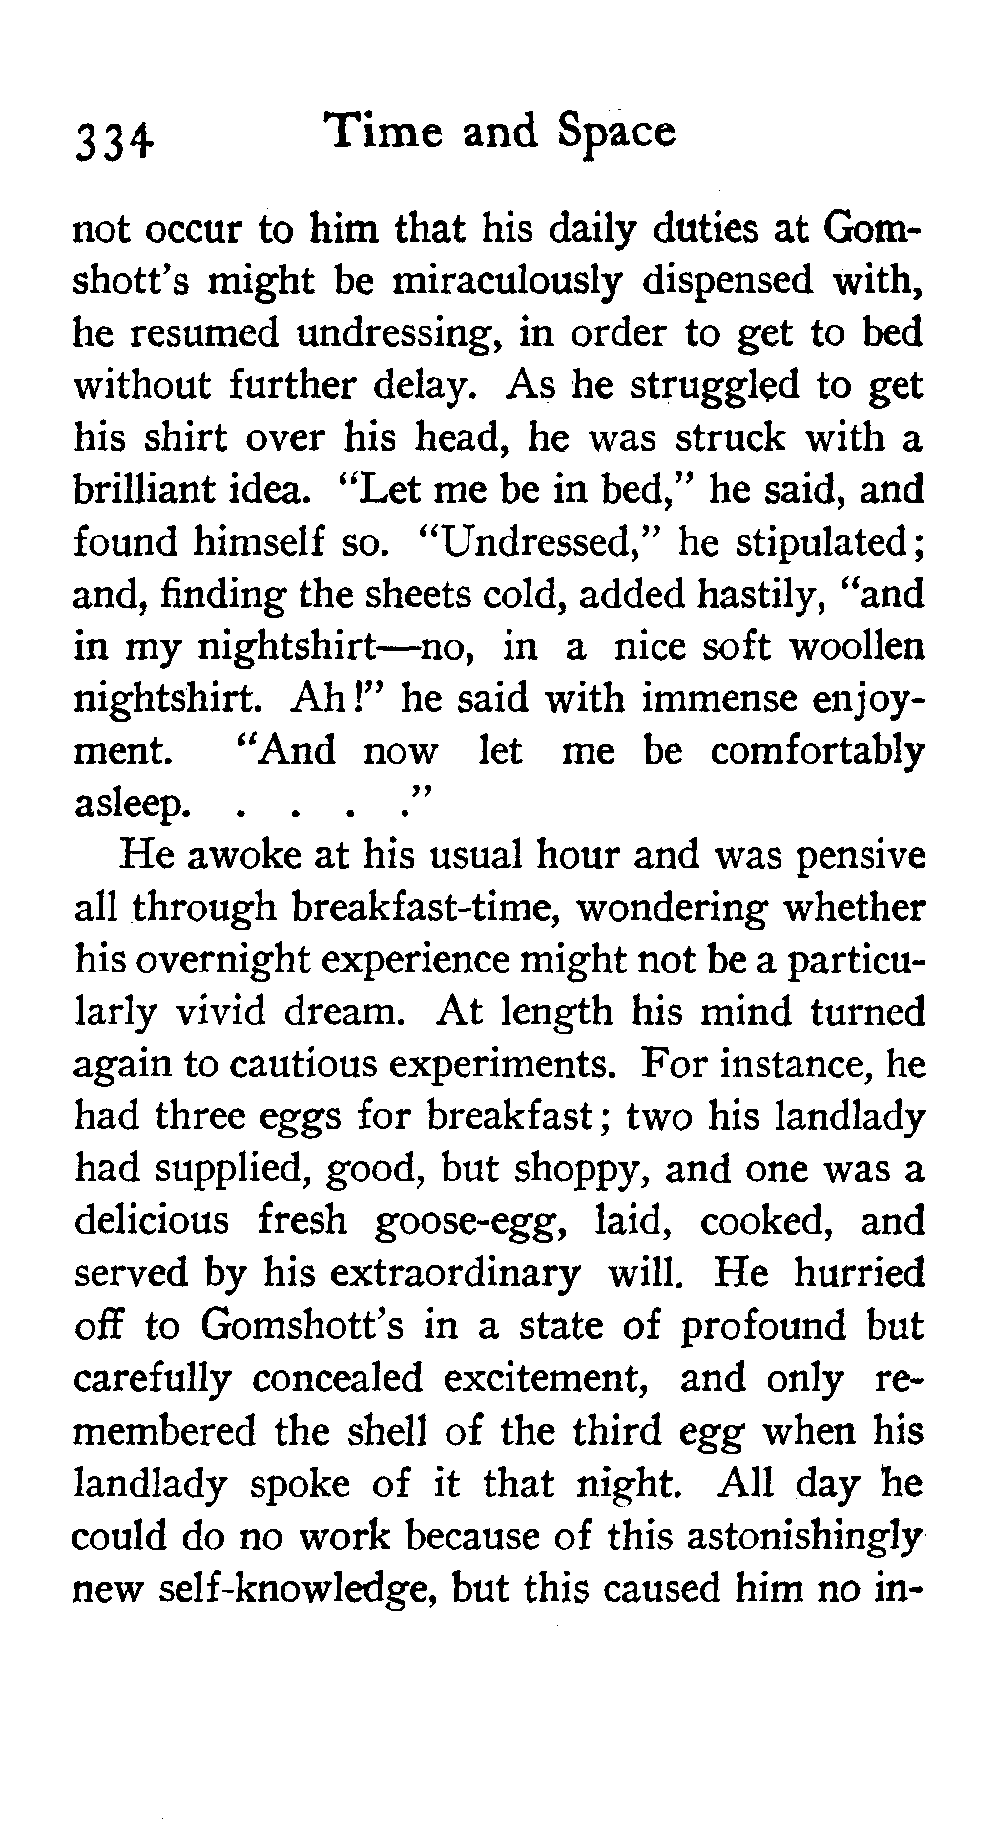 334 Time and Space
not occur to him that his daily duties at Gom-
shott's might be miraculously dispensed with,
he resumed undressing, in order to get to bed
without further delay. As he struggled to get
his shirt over his head, he was struck with a
brilliant idea. “Let me be in bed,” he said, and
found himself so. “Undressed,” he stipulated;
and, finding the sheets cold, added hastily, “and
in my nightshirt—no, in a nice soft woollen
nightshirt. Ah!” he said with immense enjoy-
ment. “And now let me be comfortably
asleep. . . . .”
He awoke at his usual hour and was pensive
all through breakfast-time, wondering whether
his overnight experience might not be a particu-
larly vivid dream. At length his mind turned
again to cautious experiments. For instance, he
had three eggs for breakfast; two his landlady
had supplied, good, but shoppy, and one was a
delicious fresh goose-egg, laid, cooked, and
served by his extraordinary will. He hurried
off to Gomshott's in a state of profound but
carefully concealed excitement, and only re-
membered the shell of the third egg when his
landlady spoke of it that night. All day he
could do no work because of this astonishingly
new self-knowledge, but this caused him no in-